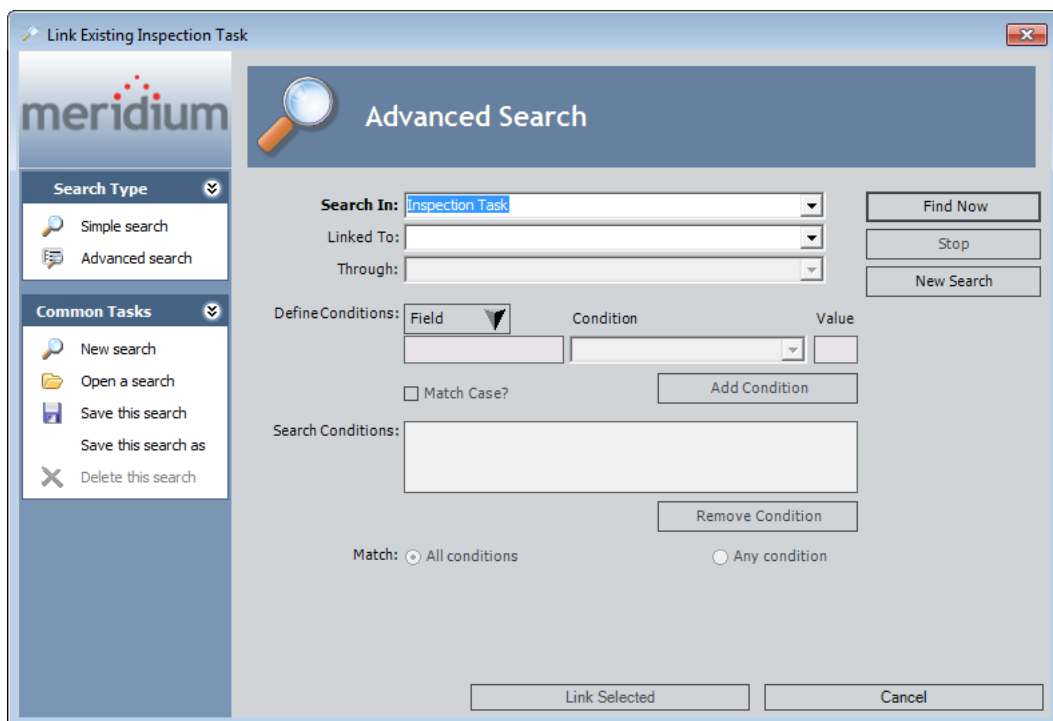 Link Existing Inspection Task
meridium
Advanced Search
Search Type
Simple search
Advanced search
Common Tasks
New search
Open a search
Save this search
Save this search as
Delete this search
Search In: Inspection Task
Find Now
Linked To:
Stop
Through:
New Search
Define Conditions: Field Condition Value
Match Case? Add Condition
Search Conditions:
Remove Condition
Match: All conditions Any condition
Link Selected Cancel